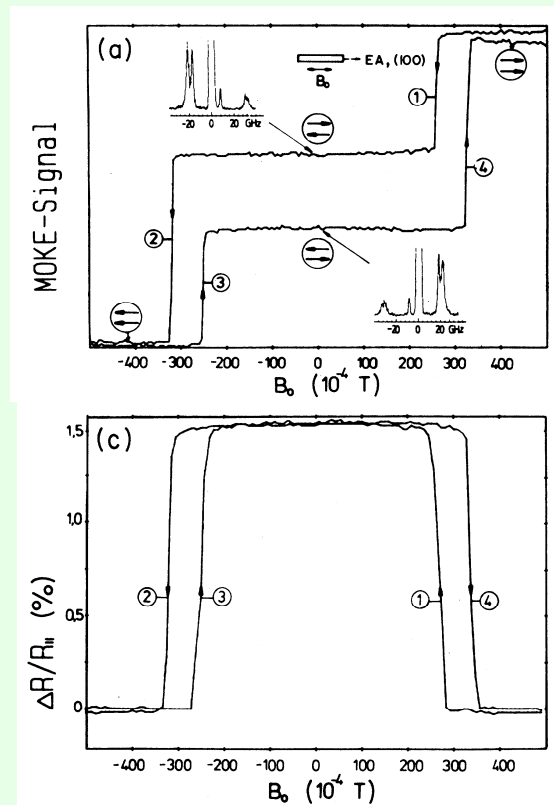 (a)
EA, (100)
B₀
①
-20 0 20 GHz
④
②
③
-20 0 20 GHz
MOKE-Signal
-400 -300 -200 -100 0 100 200 300 400
B₀ (10⁻⁴ T)
(c)
1,5
1,0
② ③ ① ④
0,5
0
ΔR/R₁₁ (%)
-400 -300 -200 -100 0 100 200 300 400
B₀ (10⁻⁴ T)